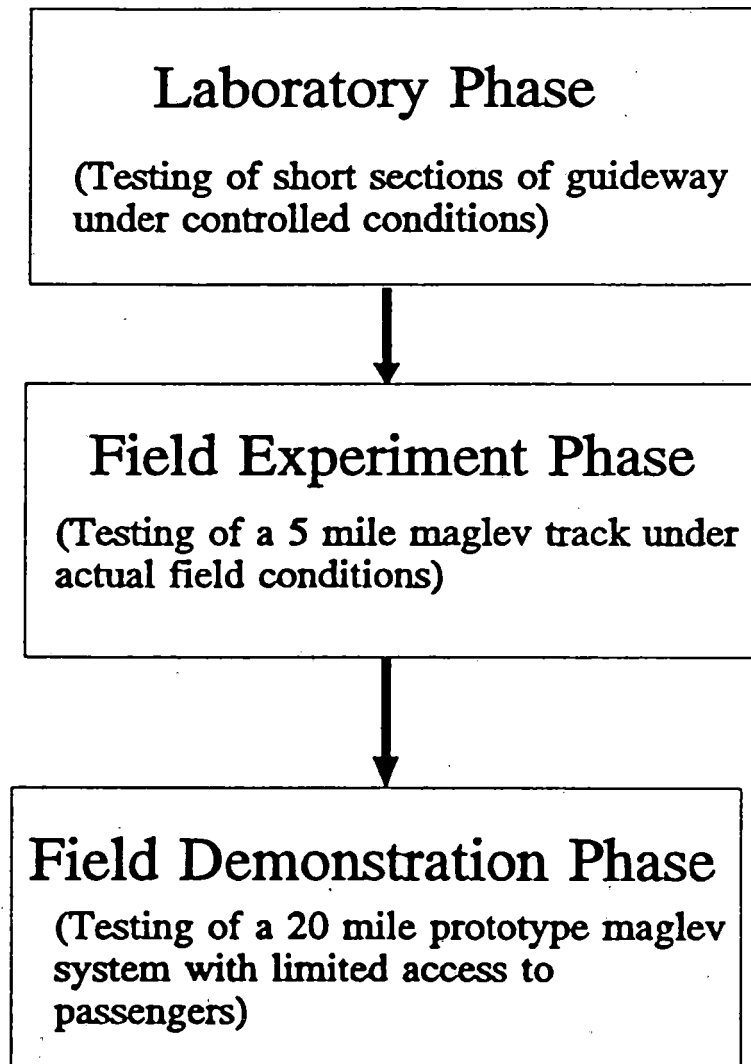 Laboratory Phase
(Testing of short sections of guideway
under controlled conditions)
Field Experiment Phase
(Testing of a 5 mile maglev track under
actual field conditions)
Field Demonstration Phase
(Testing of a 20 mile prototype maglev
system with limited access to
passengers)